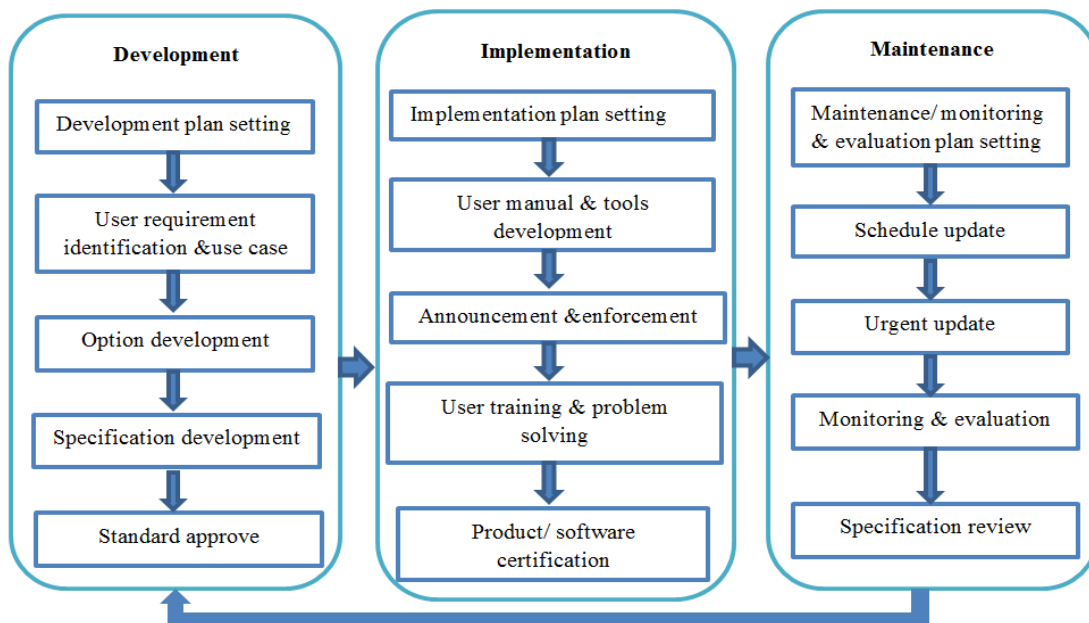 Development
Development plan setting
User requirement
identification &use case
Option development
Specification development
Standard approve
Implementation
Implementation plan setting
User manual & tools
development
Announcement &enforcement
User training & problem
solving
Product/ software
certification
Maintenance
Maintenance/ monitoring
& evaluation plan setting
Schedule update
Urgent update
Monitoring & evaluation
Specification review